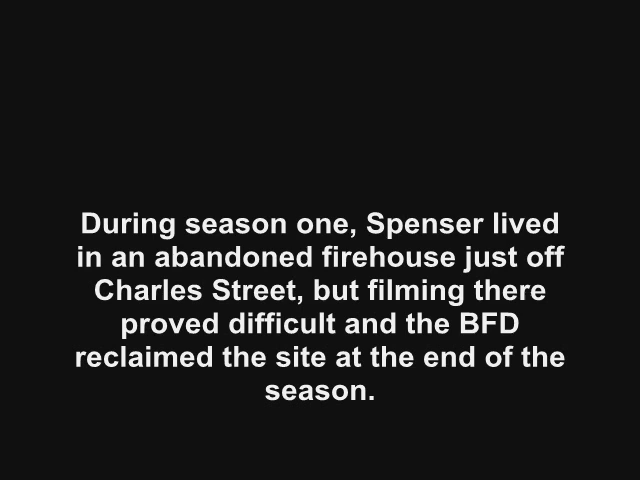 During season one, Spenser lived
in an abandoned firehouse just off
Charles Street, but filming there
proved difficult and the BFD
reclaimed the site at the end of the
season.